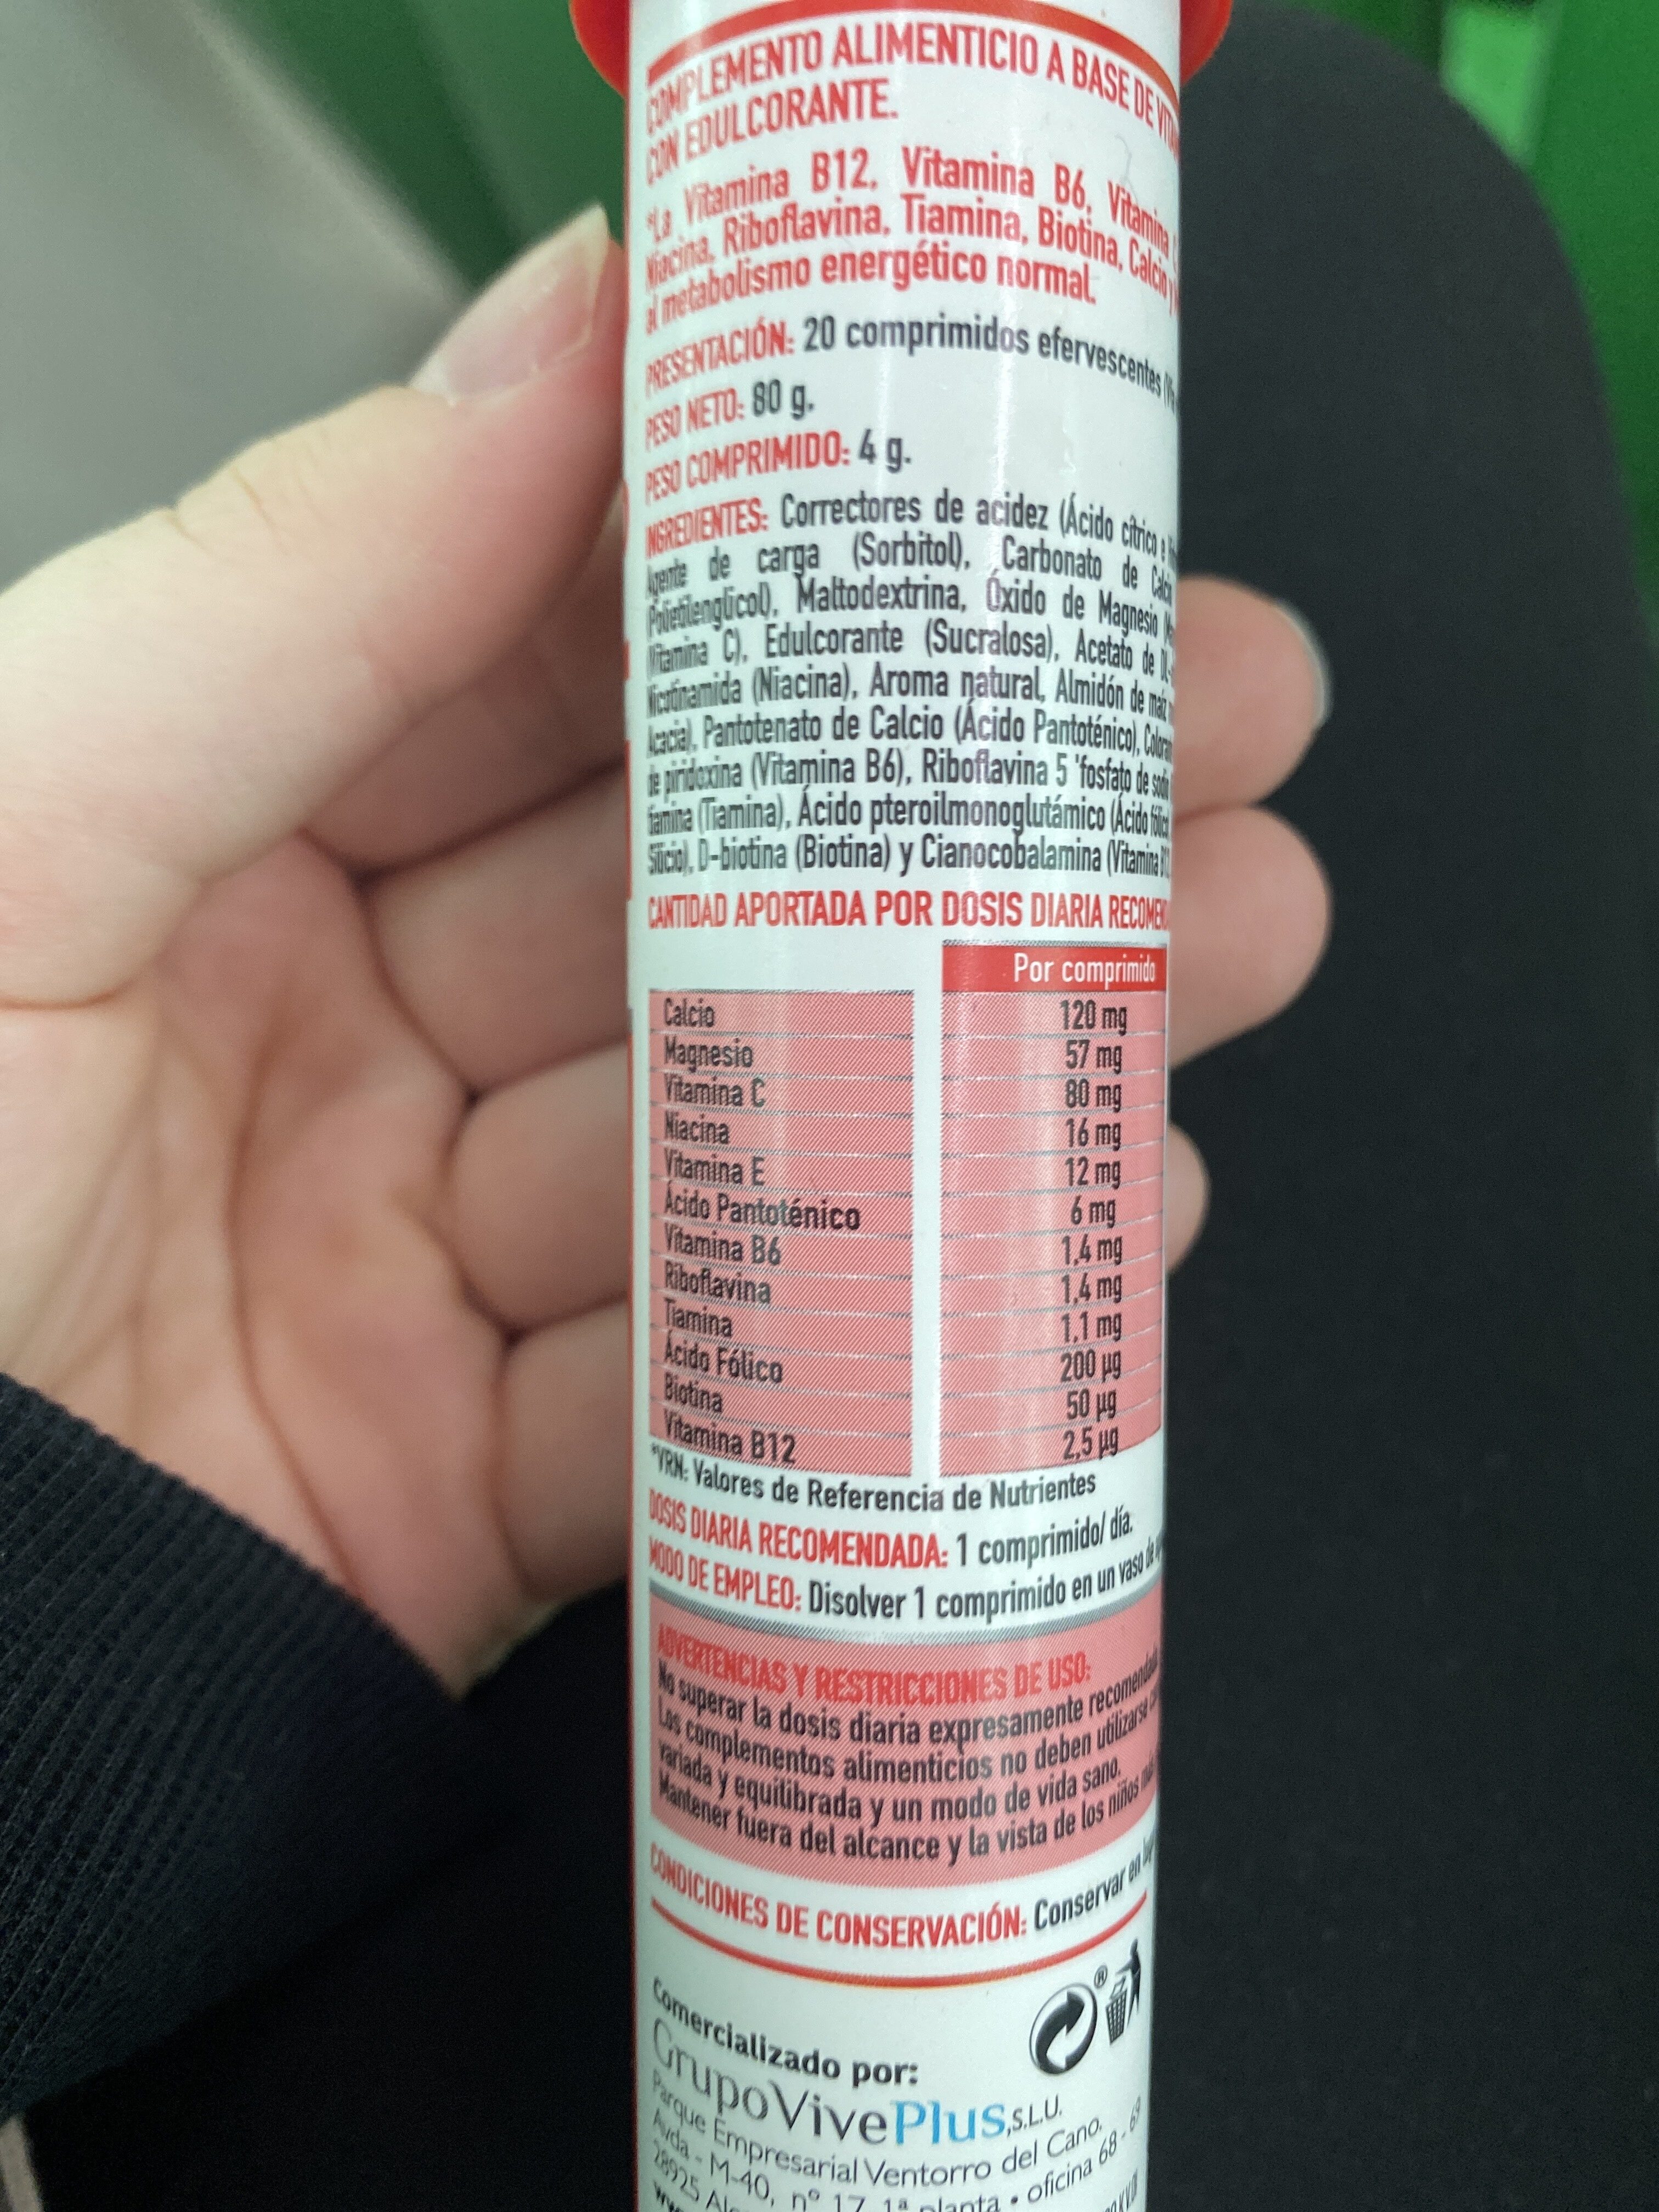 COMPLEMENTO ALIMENTICIO A BASE DE
CON EDULCORANTE.
*La Vitamina B12, Vitamina B6, Vitamina
Niacina, Riboflavina, Tiamina, Biotina, Calcio y
al metabolismo energético normal.
PRESENTACIÓN: 20 comprimidos efervescentes
PESO NETO: 80 g.
PESO COMPRIMIDO: 4 g.
INGREDIENTES: Correctores de acidez (Ácido cítrico e
Agente de carga (Sorbitol), Carbonato de Calcio
(Polietilenglicol), Maltodextrina, Óxido de Magnesio
(Vitamina C), Edulcorante (Sucralosa), Acetato de
Nicotinamida (Niacina), Aroma natural, Almidón de maíz
Acacia), Pantotenato de Calcio (Ácido Pantoténico),
de piridoxina (Vitamina B6), Riboflavina 5 'fosfato de
tiamina (Tiamina), Ácido pteroilmonoglutámico (Ácido
Silicio), D-biotina (Biotina) y Cianocobalamina (Vitamina
CANTIDAD APORTADA POR DOSIS DIARIA
Por comprimido
Calcio 120 mg
Magnesio 57 mg
Vitamina C 80 mg
Niacina 16 mg
Vitamina E 12 mg
Ácido Pantoténico 6 mg
Vitamina B6 1,4 mg
Riboflavina 1,4 mg
Tiamina 1,1 mg
Ácido Fólico 200 µg
Biotina 50 µg
Vitamina B12 2,5 µg
*VRN: Valores de Referencia de Nutrientes
DOSIS DIARIA RECOMENDADA: 1 comprimido/ día.
MODO DE EMPLEO: Disolver 1 comprimido en un vaso de
ADVERTENCIAS Y RESTRICCIONES DE USO:
No superar la dosis diaria expresamente recomendada
Los complementos alimenticios no deben utilizarse
variada y equilibrada y un modo de vida sano.
Mantener fuera del alcance y la vista de los niños
CONDICIONES DE CONSERVACIÓN: Conservar en
Comercializado por:
GrupoVivePlus,S.L.U.
Parque Empresarial Ventorro del Cano.
Avda - M-40, nº 17 1ª planta • oficina 68 - 69
28925